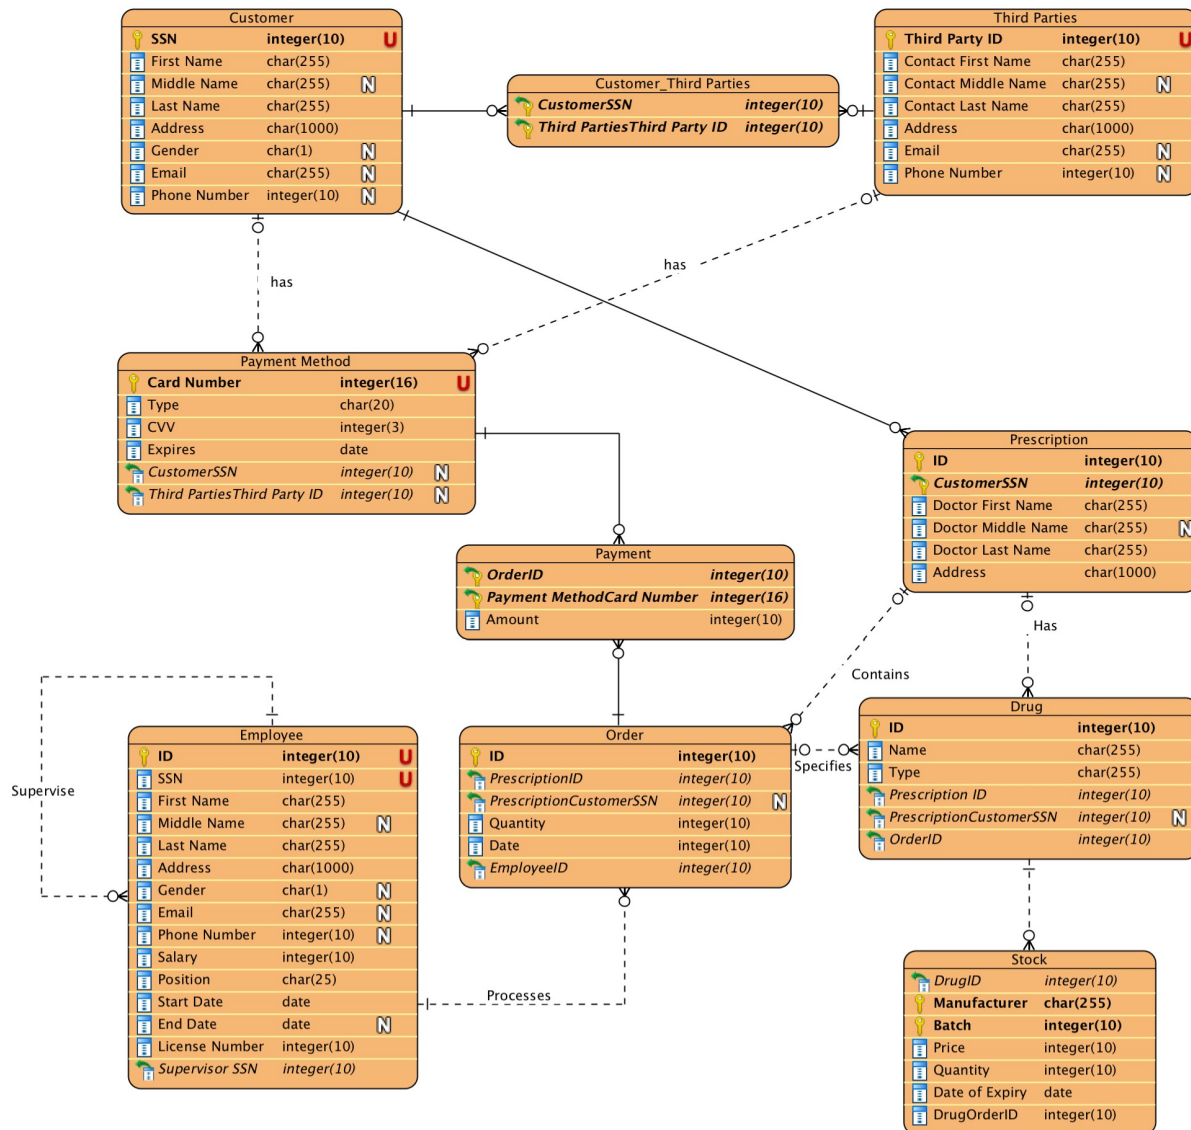 Customer
SSN integer(10) U
First Name char(255)
Middle Name char(255) N
Last Name char(255)
Address char(1000)
Gender char(1) N
Email char(255) N
Phone Number integer(10) N
Customer_Third Parties
CustomerSSN integer(10)
Third PartiesThird Party ID integer(10)
Third Parties
Third Party ID integer(10) U
Contact First Name char(255)
Contact Middle Name char(255) N
Contact Last Name char(255)
Address char(1000)
Email char(255) N
Phone Number integer(10) N
has
has
Payment Method
Card Number integer(16) U
Type char(20)
CVV integer(3)
Expires date
CustomerSSN integer(10) N
Third PartiesThird Party ID integer(10) N
Prescription
ID integer(10)
CustomerSSN integer(10)
Doctor First Name char(255)
Doctor Middle Name char(255) N
Doctor Last Name char(255)
Address char(1000)
Payment
OrderID integer(10)
Payment MethodCard Number integer(16)
Amount integer(10)
Has
Contains
Supervise
Employee
ID integer(10) U
SSN integer(10) U
First Name char(255)
Middle Name char(255) N
Last Name char(255)
Address char(1000)
Gender char(1) N
Email char(255) N
Phone Number integer(10) N
Salary integer(10)
Position char(25)
Start Date date
End Date date N
License Number integer(10)
Supervisor SSN integer(10)
Order
ID integer(10)
PrescriptionID integer(10)
PrescriptionCustomerSSN integer(10) N
Quantity integer(10)
Date integer(10)
EmployeeID integer(10)
Specifies
Drug
ID integer(10)
Name char(255)
Type char(255)
Prescription ID integer(10)
PrescriptionCustomerSSN integer(10) N
OrderID integer(10)
Processes
Stock
DrugID integer(10)
Manufacturer char(255)
Batch integer(10)
Price integer(10)
Quantity integer(10)
Date of Expiry date
DrugOrderID integer(10)